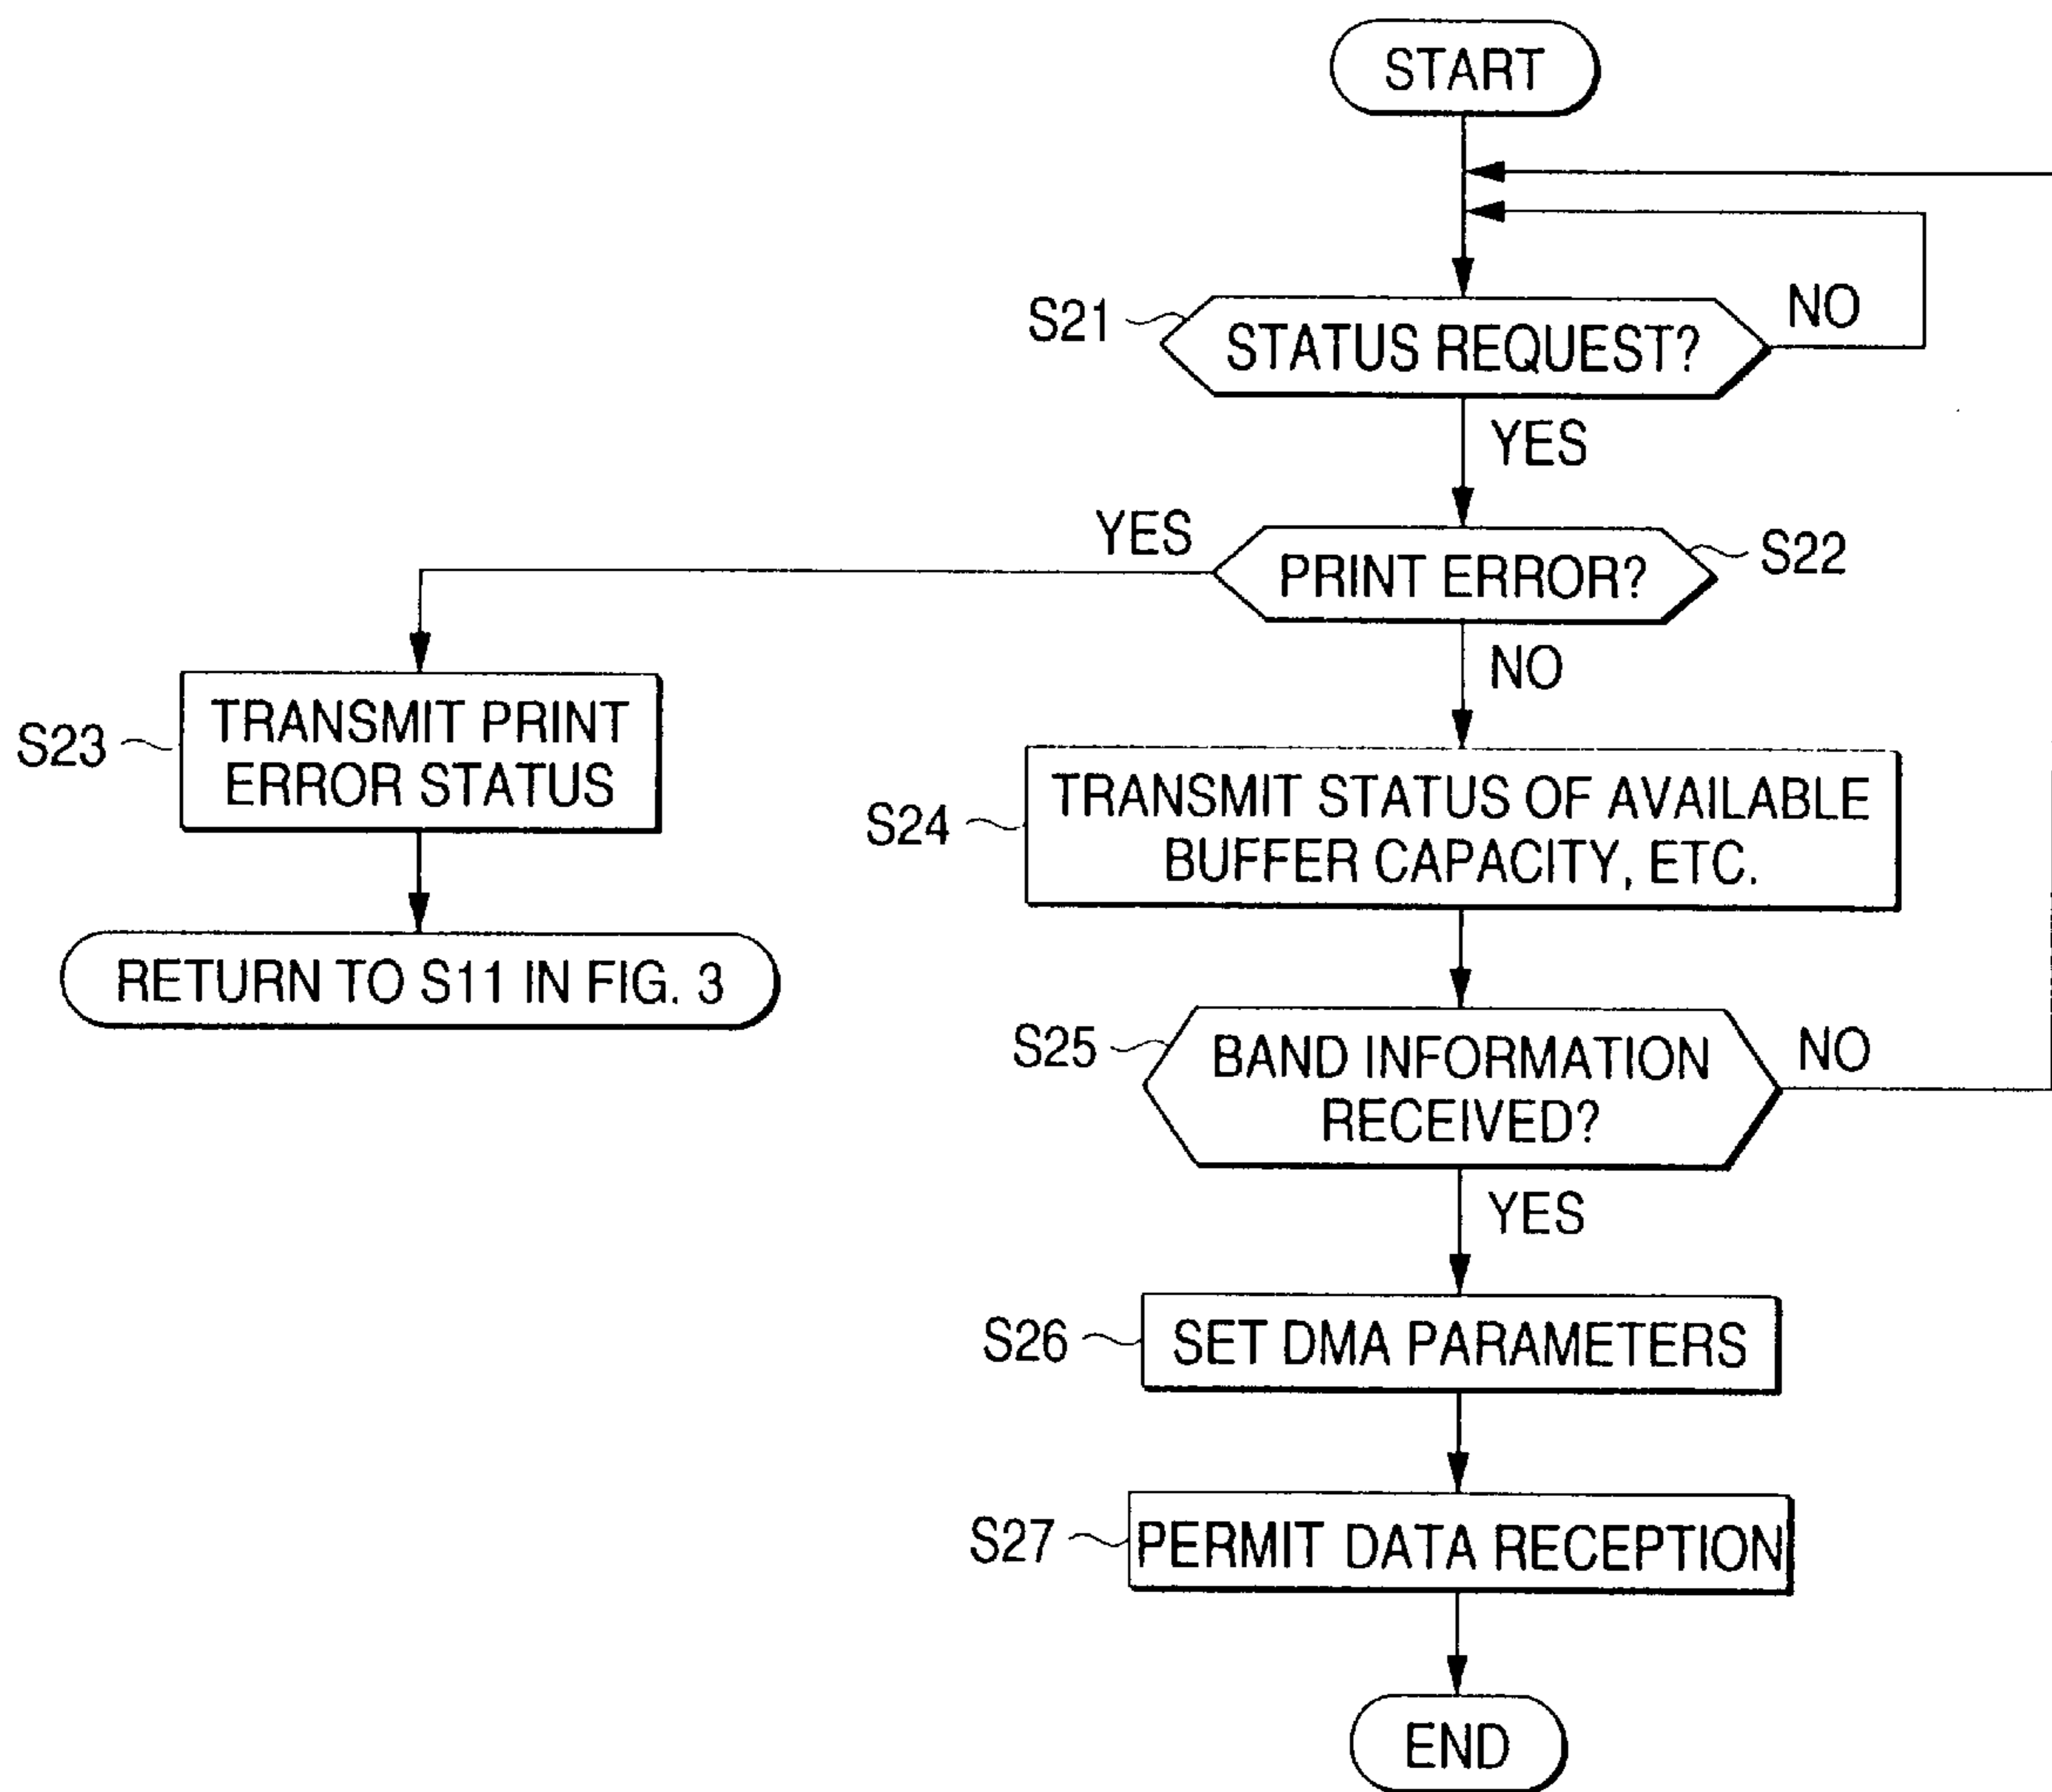 START
S21
STATUS REQUEST?
NO
YES
YES
PRINT ERROR?
S22
NO
S23
TRANSMIT PRINT
ERROR STATUS
S24
TRANSMIT STATUS OF AVAILABLE
BUFFER CAPACITY, ETC.
RETURN TO S11 IN FIG. 3
S25
BAND INFORMATION
RECEIVED?
NO
YES
S26
SET DMA PARAMETERS
S27
PERMIT DATA RECEPTION
END